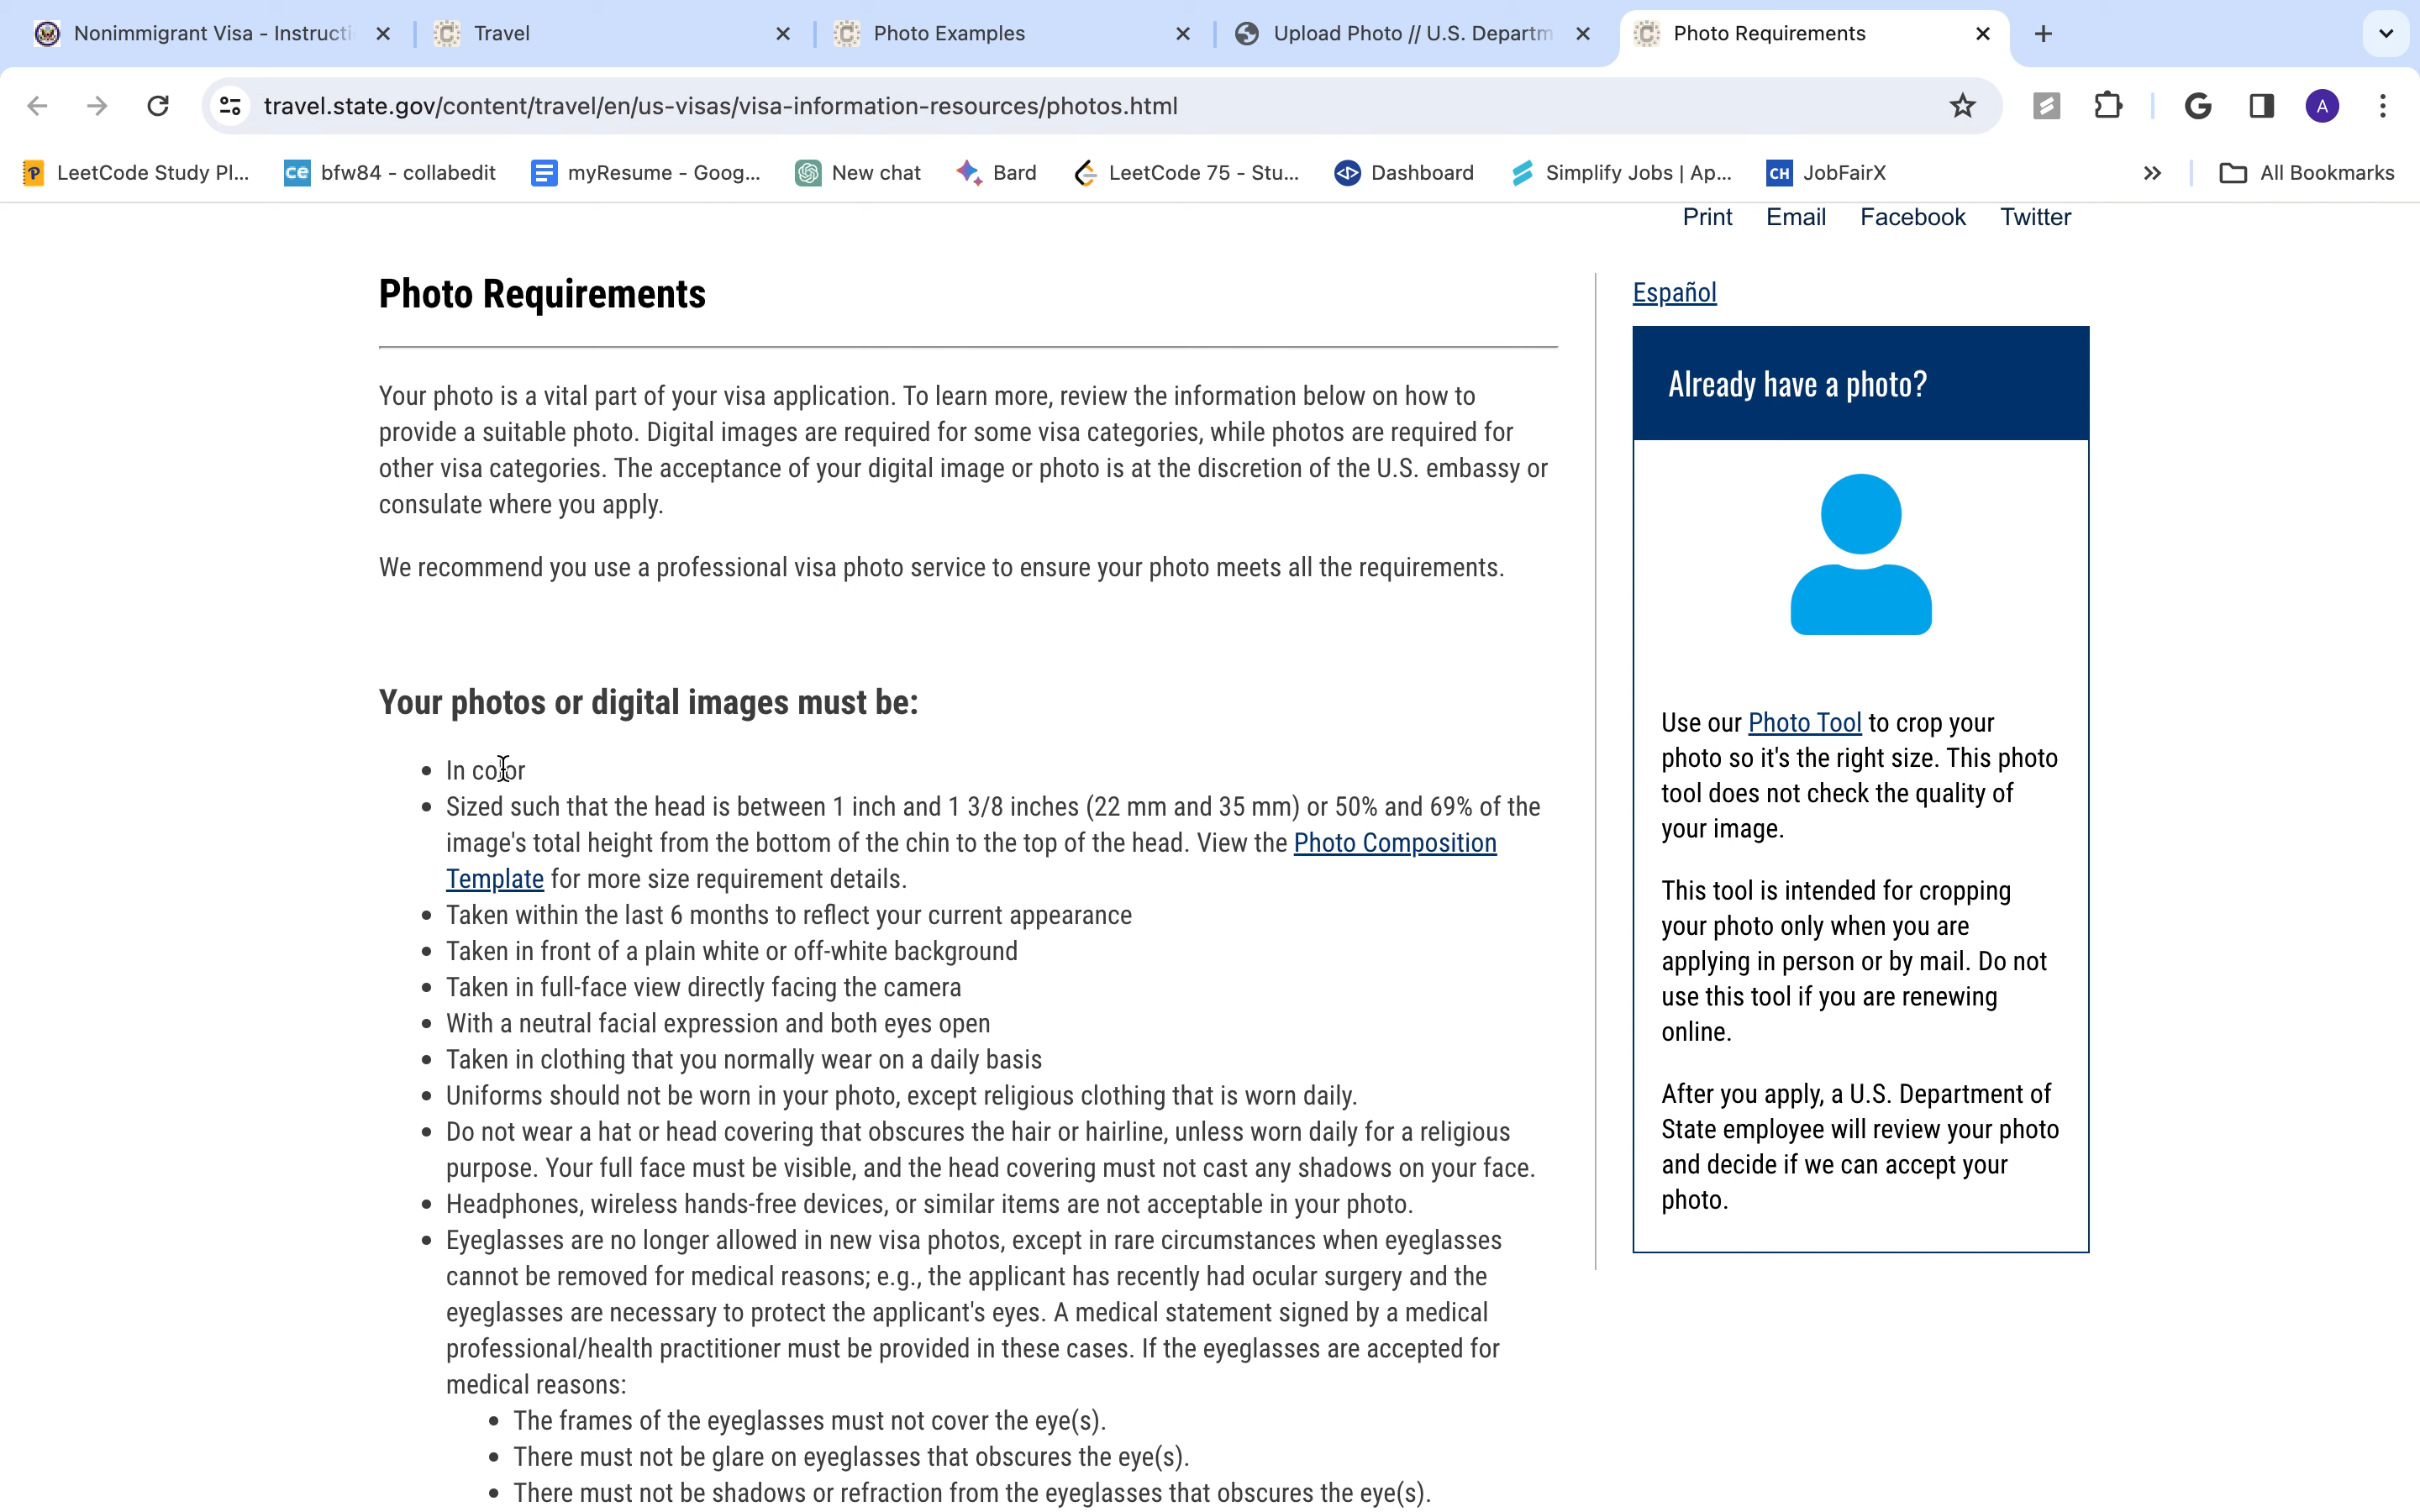 Nonimmigrant Visa - Instructi
Travel
Photo Examples
Upload Photo // U.S. Departm
Photo Requirements
travel.state.gov/content/travel/en/us-visas/visa-information-resources/photos.html
A
LeetCode Study Pl...
ce bfw84 - collabedit
myResume - Goog...
New chat
Bard
LeetCode 75 - Stu...
Dashboard
Simplify Jobs | Ap...
CH JobFairX
All Bookmarks
Print Email Facebook Twitter
Photo Requirements
Your photo is a vital part of your visa application. To learn more, review the information below on how to
provide a suitable photo. Digital images are required for some visa categories, while photos are required for
other visa categories. The acceptance of your digital image or photo is at the discretion of the U.S. embassy or
consulate where you apply.
We recommend you use a professional visa photo service to ensure your photo meets all the requirements.
Your photos or digital images must be:
• In color
• Sized such that the head is between 1 inch and 1 3/8 inches (22 mm and 35 mm) or 50% and 69% of the
image's total height from the bottom of the chin to the top of the head. View the Photo Composition
Template for more size requirement details.
• Taken within the last 6 months to reflect your current appearance
• Taken in front of a plain white or off-white background
• Taken in full-face view directly facing the camera
• With a neutral facial expression and both eyes open
• Taken in clothing that you normally wear on a daily basis
• Uniforms should not be worn in your photo, except religious clothing that is worn daily.
• Do not wear a hat or head covering that obscures the hair or hairline, unless worn daily for a religious
purpose. Your full face must be visible, and the head covering must not cast any shadows on your face.
• Headphones, wireless hands-free devices, or similar items are not acceptable in your photo.
• Eyeglasses are no longer allowed in new visa photos, except in rare circumstances when eyeglasses
cannot be removed for medical reasons; e.g., the applicant has recently had ocular surgery and the
eyeglasses are necessary to protect the applicant's eyes. A medical statement signed by a medical
professional/health practitioner must be provided in these cases. If the eyeglasses are accepted for
medical reasons:
• The frames of the eyeglasses must not cover the eye(s).
• There must not be glare on eyeglasses that obscures the eye(s).
• There must not be shadows or refraction from the eyeglasses that obscures the eye(s).
Español
Already have a photo?
Use our Photo Tool to crop your
photo so it's the right size. This photo
tool does not check the quality of
your image.
This tool is intended for cropping
your photo only when you are
applying in person or by mail. Do not
use this tool if you are renewing
online.
After you apply, a U.S. Department of
State employee will review your photo
and decide if we can accept your
photo.